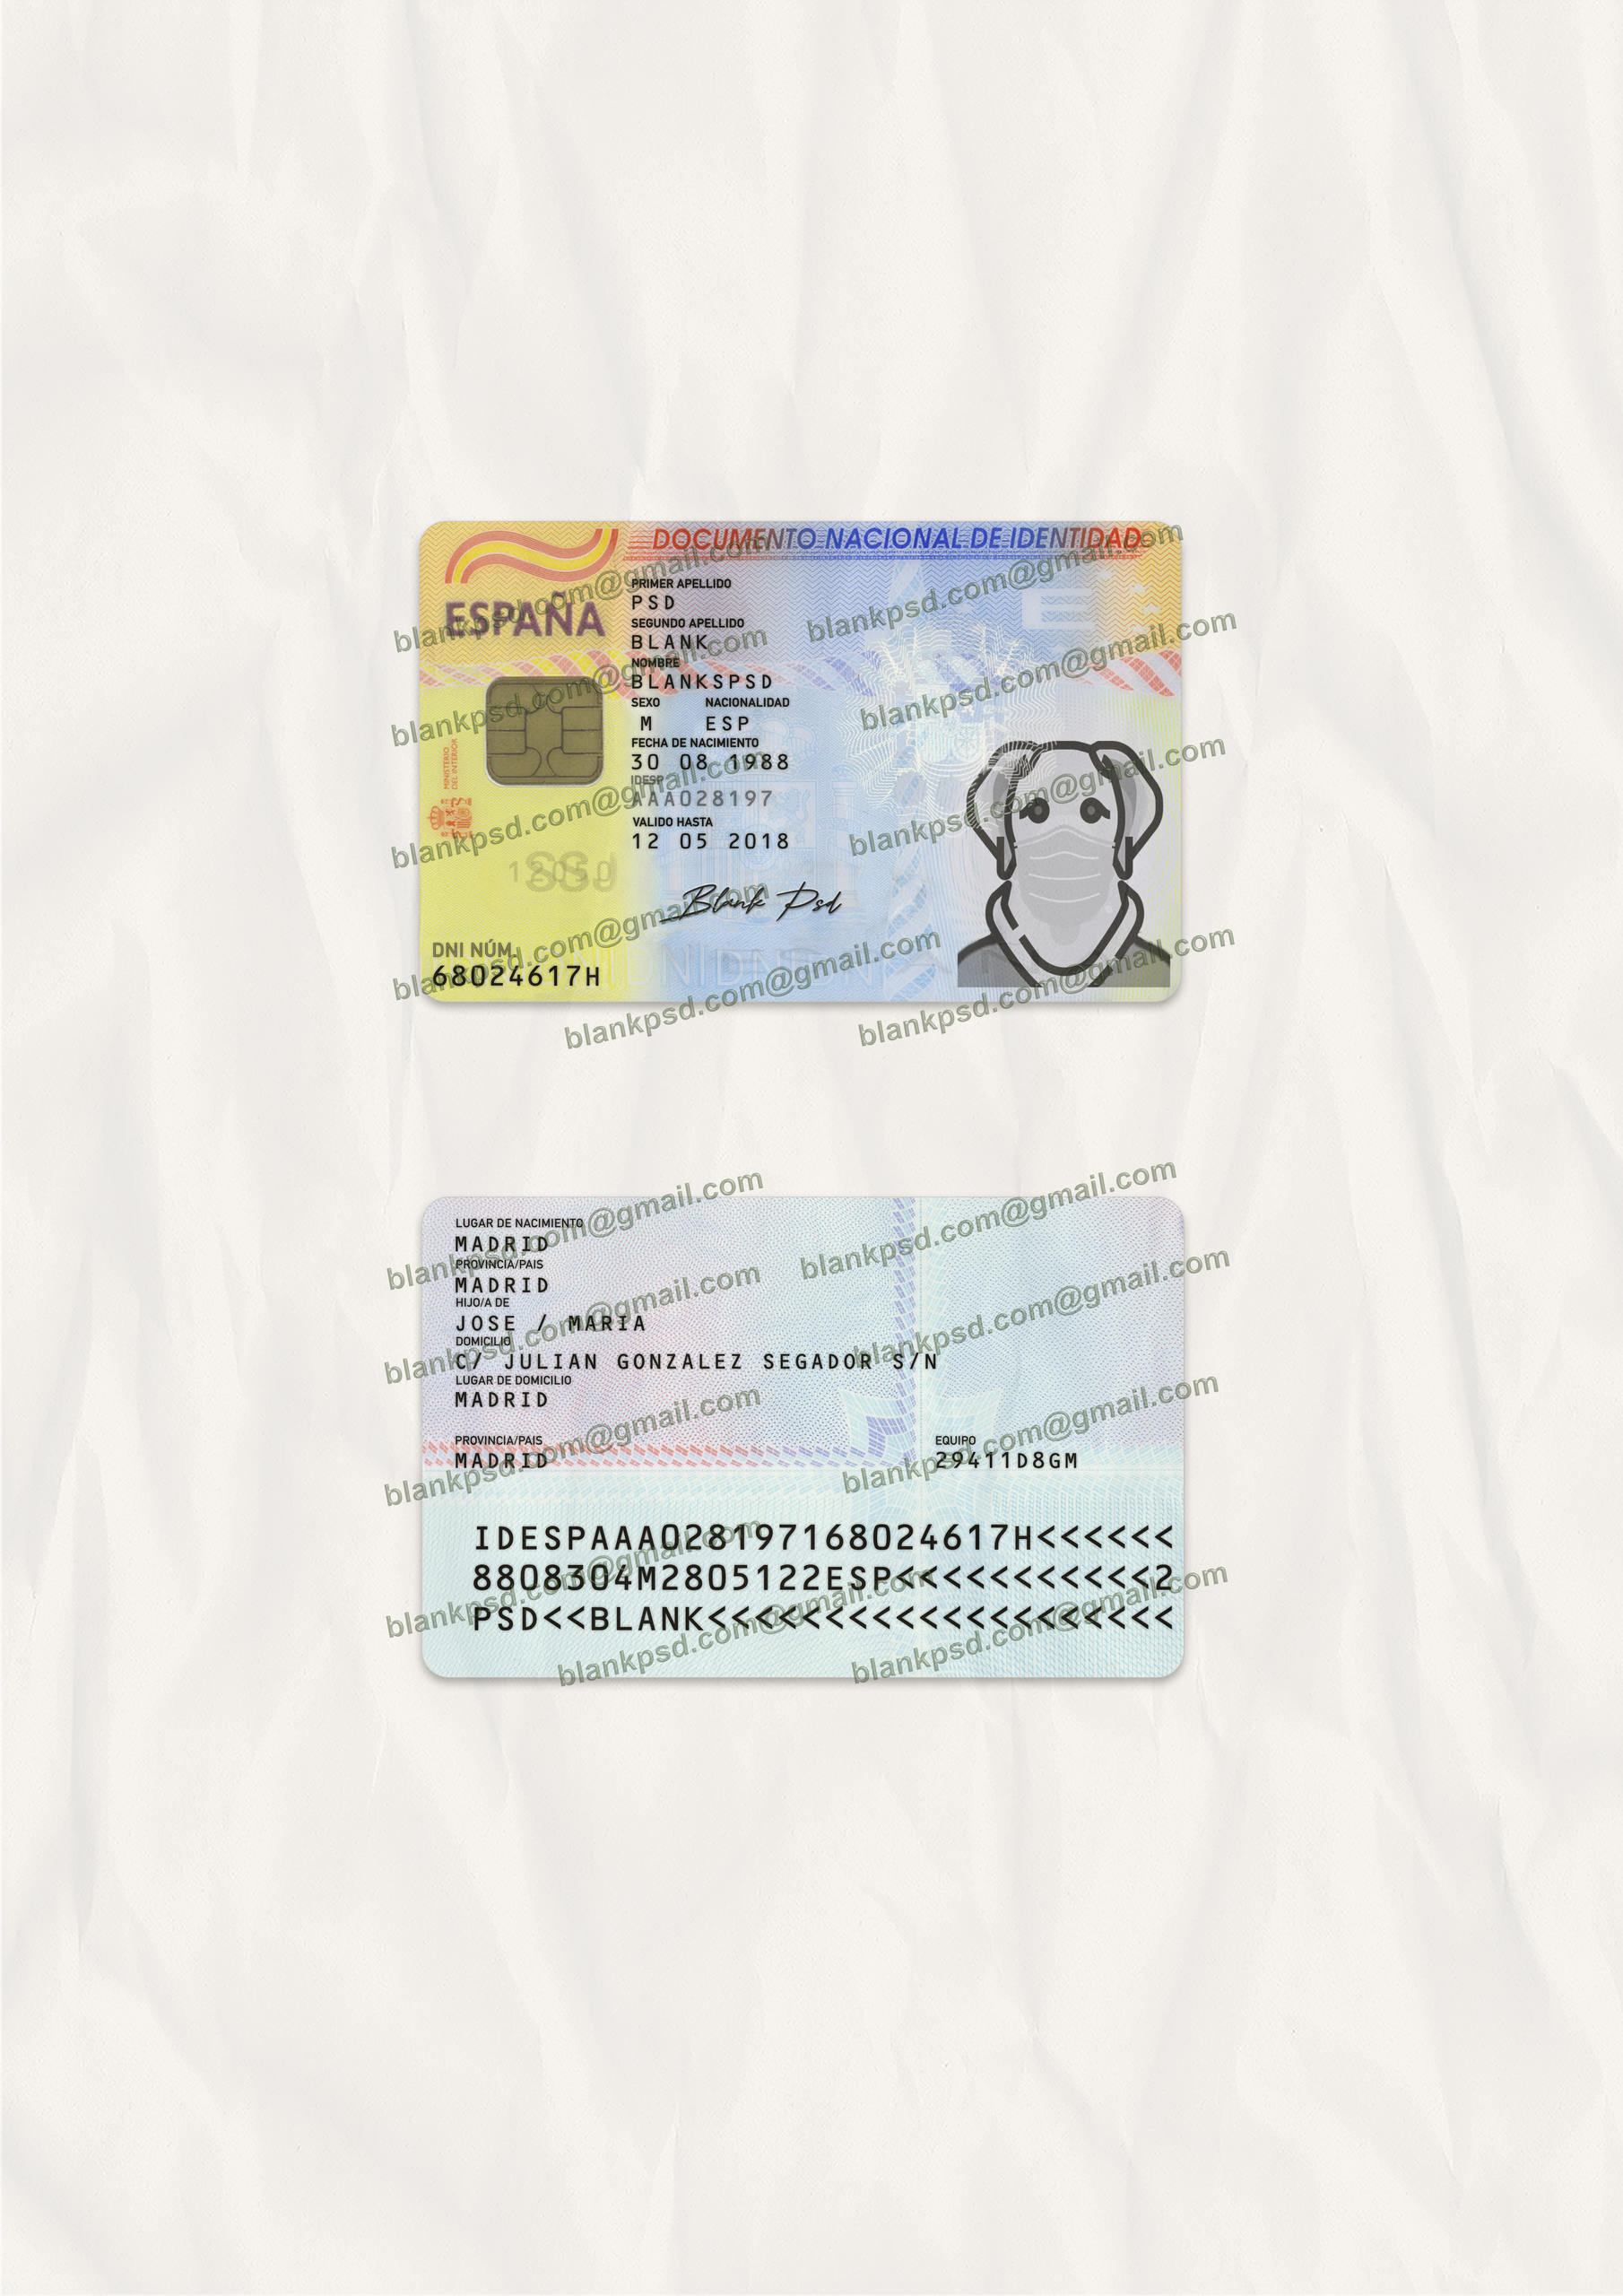 DOCUMENTO NACIONAL DE IDENTIDAD
ESPAÑA
PRIMER APELLIDO
PSD
SEGUNDO APELLIDO
BLANK
NOMBRE
BLANKSPSD
SEXO NACIONALIDAD
M ESP
FECHA DE NACIMIENTO
30 08 1988
IDESP
AAA028197
VALIDO HASTA
12 05 2018
MINISTERIO
DEL INTERIOR
Blank Psd
DNI NÚM.
68024617H
blankpsd.com@gmail.com
blankpsd.com@gmail.com
blankpsd.com@gmail.com
blankpsd.com@gmail.com
blankpsd.com@gmail.com
blankpsd.com@gmail.com
blankpsd.com@gmail.com
blankpsd.com@gmail.com
blankpsd.com@gmail.com
blankpsd.com@gmail.com
LUGAR DE NACIMIENTO
MADRID
PROVINCIA/PAIS
MADRID
HIJO/A DE
JOSE / MARIA
DOMICILIO
C/ JULIAN GONZALEZ SEGADOR S/N
LUGAR DE DOMICILIO
MADRID
PROVINCIA/PAIS EQUIPO
MADRID 29411D8GM
IDESPAAA028197168024617H<<<<<<
8808304M2805122ESP<<<<<<<<<<<2
PSD<<BLANK<<<<<<<<<<<<<<<<<<<<
blankpsd.com@gmail.com
blankpsd.com@gmail.com
blankpsd.com@gmail.com
blankpsd.com@gmail.com
blankpsd.com@gmail.com
blankpsd.com@gmail.com
blankpsd.com@gmail.com
blankpsd.com@gmail.com
blankpsd.com@gmail.com
blankpsd.com@gmail.com